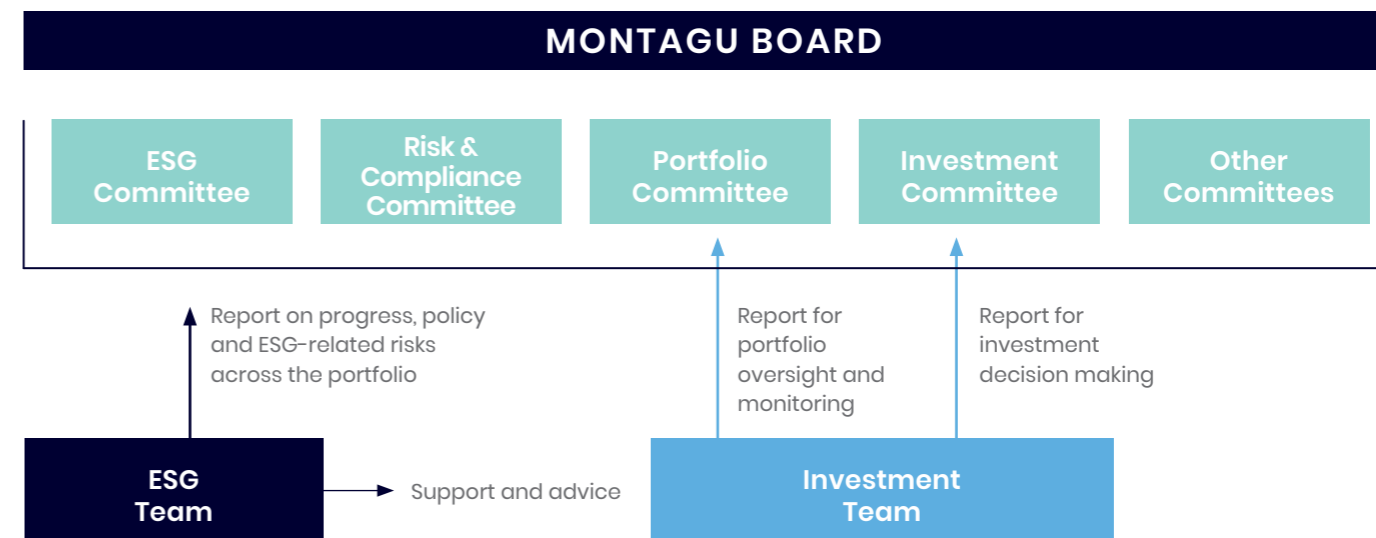 MONTAGU BOARD
ESG
Committee
Risk &
Compliance
Committee
Portfolio
Committee
Investment
Committee
Other
Committees
Report on progress, policy
and ESG-related risks
across the portfolio
Report for
portfolio
oversight and
monitoring
Report for
investment
decision making
ESG
Team
Support and advice
Investment
Team